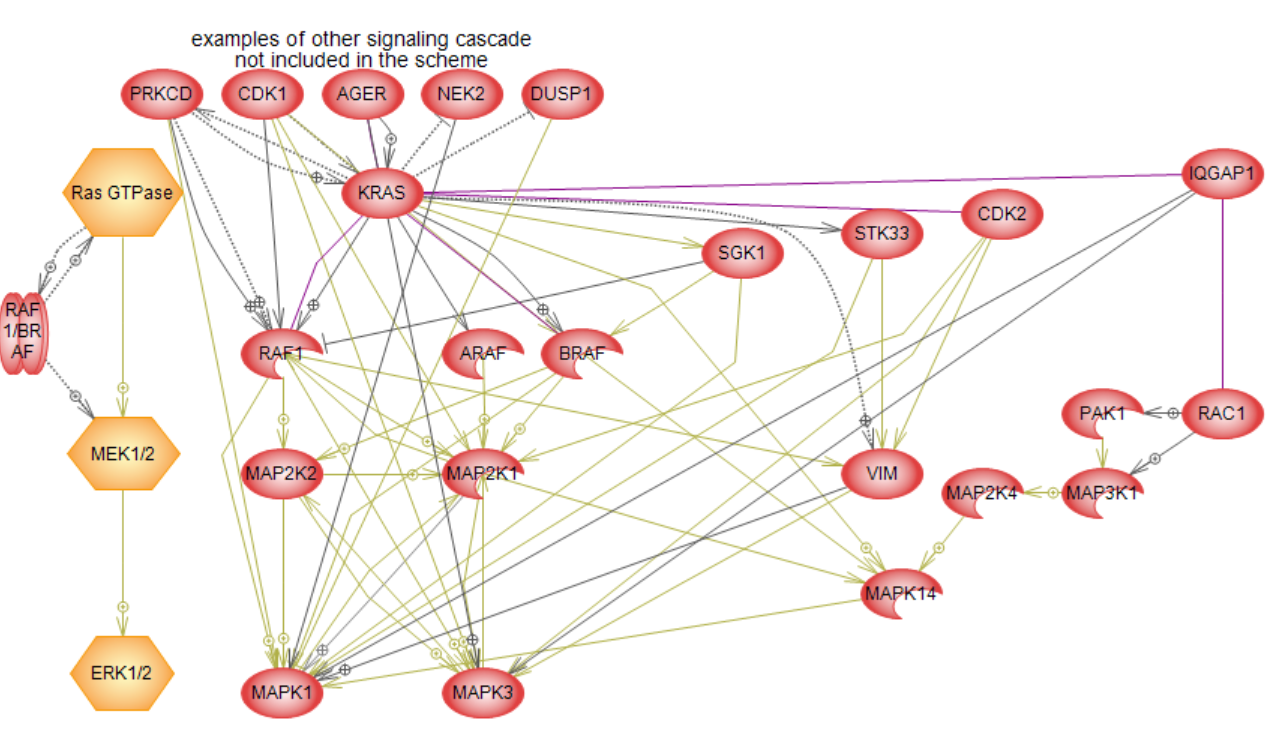 examples of other signaling cascade
not included in the scheme
PRKCD
CDK1
AGER
NEK2
DUSP1
Ras GTPase
KRAS
IQGAP1
CDK2
STK33
SGK1
RAF
1/BR
AF
RAF1
ARAF
BRAF
PAK1
RAC1
MEK1/2
MAP2K2
MAP2K1
VIM
MAP2K4
MAP3K1
MAPK14
ERK1/2
MAPK1
MAPK3